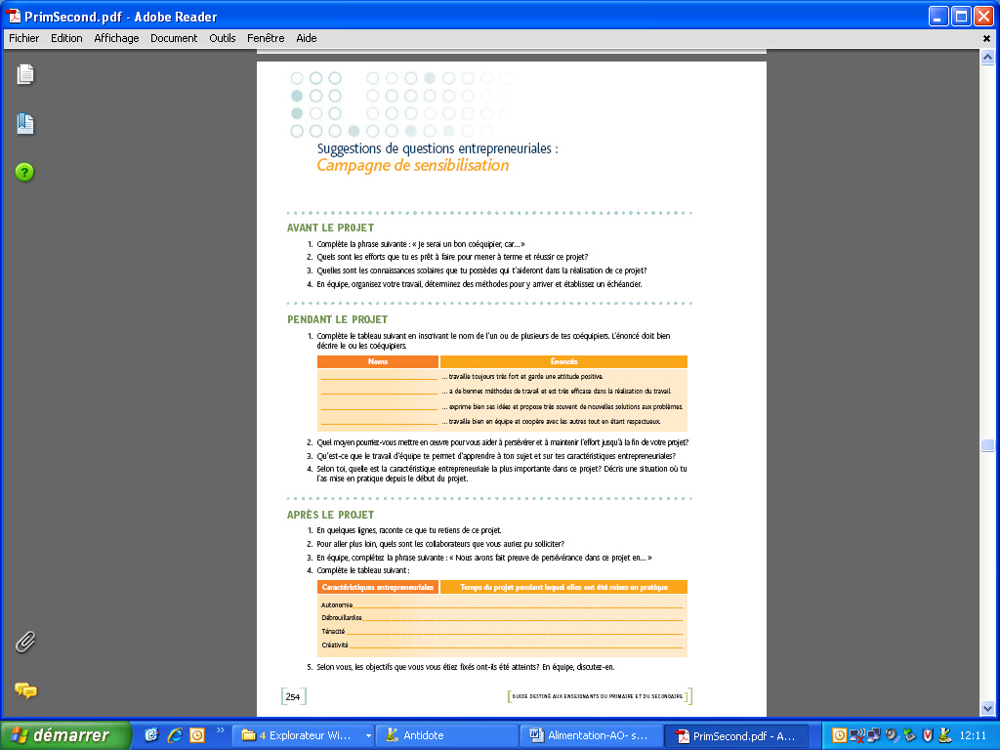 PrimSecond.pdf - Adobe Reader
Fichier Edition Affichage Document Outils Fenêtre Aide
Suggestions de questions entrepreneuriales :
Campagne de sensibilisation
AVANT LE PROJET
1. Complète la phrase suivante : « Je serai un bon coéquipier, car... »
2. Quels sont les efforts que tu es prêt à faire pour mener à terme et réussir ce projet?
3. Quelles sont les connaissances scolaires que tu possèdes qui t'aideront dans la réalisation de ce projet?
4. En équipe, organisez votre travail, déterminez des méthodes pour y arriver et établissez un échéancier.
PENDANT LE PROJET
1. Complète le tableau suivant en inscrivant le nom de l'un ou de plusieurs de tes coéquipiers. L'énoncé doit bien
décrire le ou les coéquipiers.
Noms Énoncés
... travaille toujours très fort et garde une attitude positive.
... a de bonnes méthodes de travail et est très efficace dans la réalisation du travail.
... exprime bien ses idées et propose très souvent de nouvelles solutions aux problèmes.
... travaille bien en équipe et coopère avec les autres tout en étant respectueux.
2. Quel moyen pourriez-vous mettre en œuvre pour vous aider à persévérer et à maintenir l'effort jusqu'à la fin de votre projet?
3. Qu'est-ce que le travail d'équipe te permet d'apprendre à ton sujet et sur tes caractéristiques entrepreneuriales?
4. Selon toi, quelle est la caractéristique entrepreneuriale la plus importante dans ce projet? Décris une situation où tu
l'as mise en pratique depuis le début du projet.
APRÈS LE PROJET
1. En quelques lignes, raconte ce que tu retiens de ce projet.
2. Pour aller plus loin, quels sont les collaborateurs que vous auriez pu solliciter?
3. En équipe, complétez la phrase suivante : « Nous avons fait preuve de persévérance dans ce projet en... »
4. Complète le tableau suivant :
Caractéristiques entrepreneuriales Temps du projet pendant lequel elles ont été mises en pratique
Autonomie
Débrouillardise
Ténacité
Créativité
5. Selon vous, les objectifs que vous vous étiez fixés ont-ils été atteints? En équipe, discutez-en.
254 GUIDE DESTINÉ AUX ENSEIGNANTS DU PRIMAIRE ET DU SECONDAIRE
démarrer 4 Explorateur Wi... Antidote Alimentation-AO- s... PrimSecond.pdf - A... 12:11